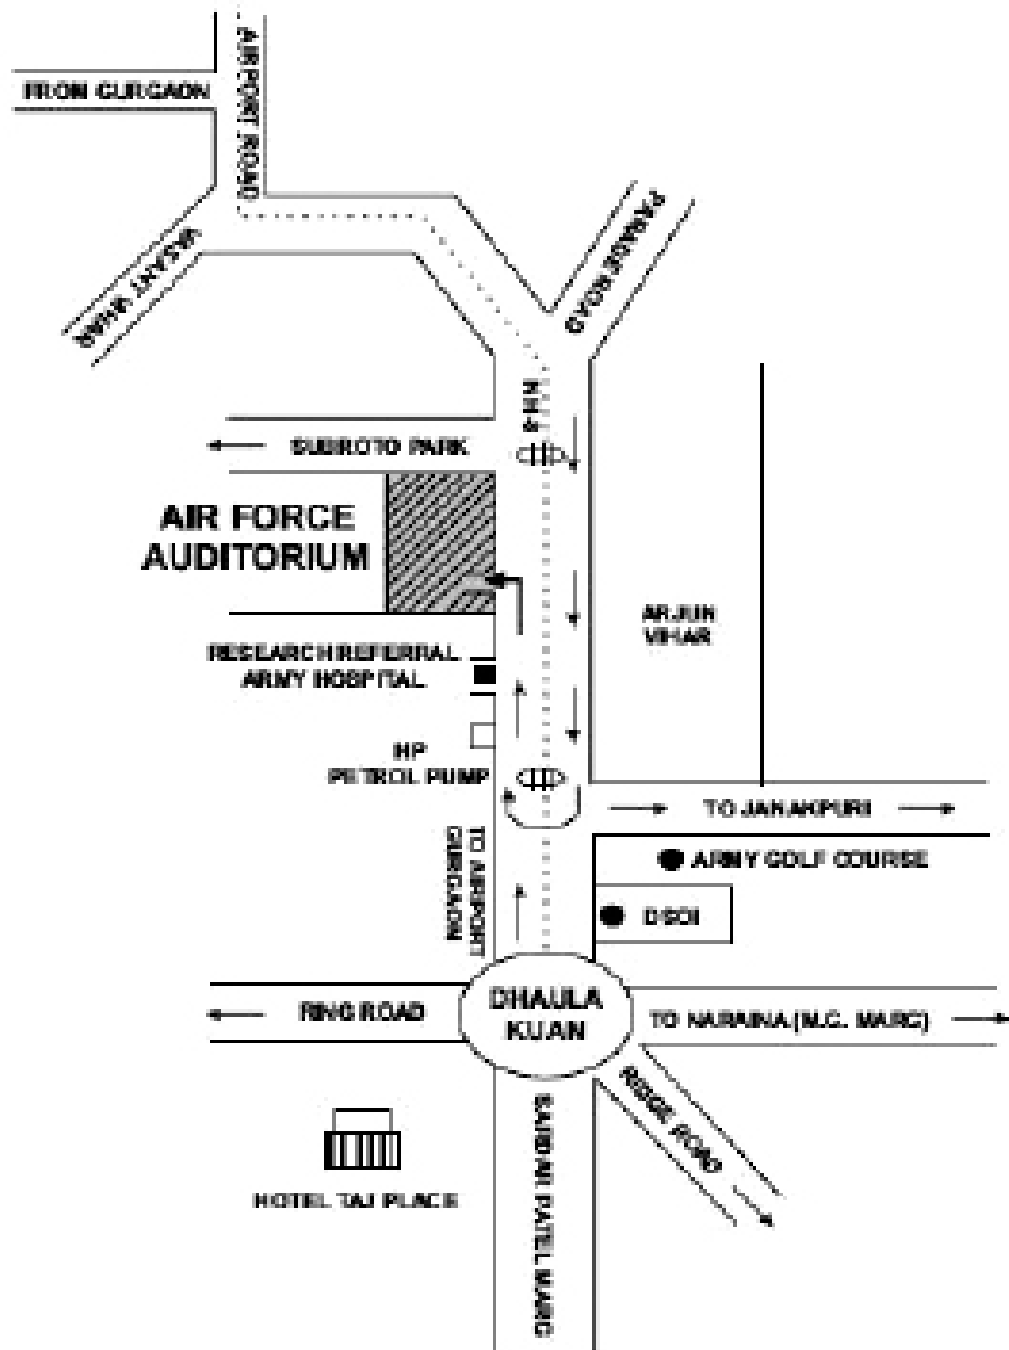 AIRPORT ROAD
FROM GURGAON
VASANT VIHAR
PARADE ROAD
NH-8
SUBROTO PARK
AIR FORCE
AUDITORIUM
ARJUN
VIHAR
RESEARCH REFERRAL
ARMY HOSPITAL
HP
PETROL PUMP
TO JANAKPURI
TO AIRPORT
GURGAON
ARMY GOLF COURSE
DSOI
DHAULA
KUAN
RING ROAD
TO NARAINA (M.G. MARG)
RIDGE ROAD
SARDAR PATEL MARG
HOTEL TAJ PLACE